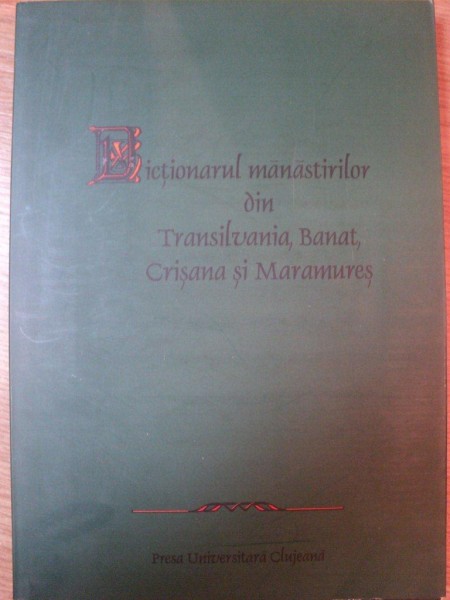 Dicționarul mănăstirilor
din
Transilvania, Banat,
Crișana și Maramureș
Presa Universitară Clujeană